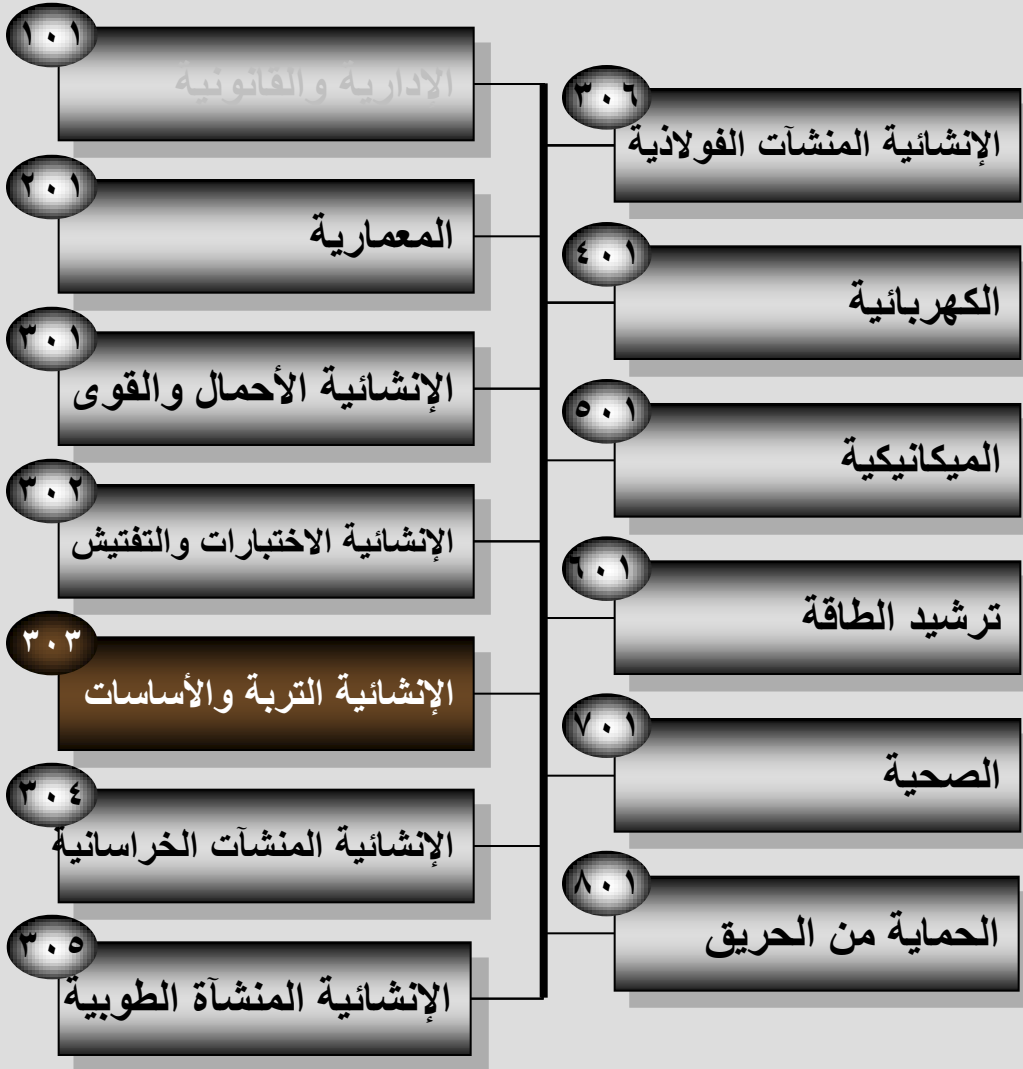 ١٠١
الادارية والقانونية
٢٠١
المعمارية
٣٠١
الإنشائية الأحمال والقوى
٣٠٢
الإنشائية الاختبارات والتفتيش
٣٠٣
الإنشائية التربة والأساسات
٣٠٤
الإنشائية المنشآت الخراسانية
٣٠٥
الإنشائية المنشآة الطوبية
٣٠٦
الإنشائية المنشآت الفولاذية
٤٠١
الكهربائية
٥٠١
الميكانيكية
٦٠١
ترشيد الطاقة
٧٠١
الصحية
٨٠١
الحماية من الحريق